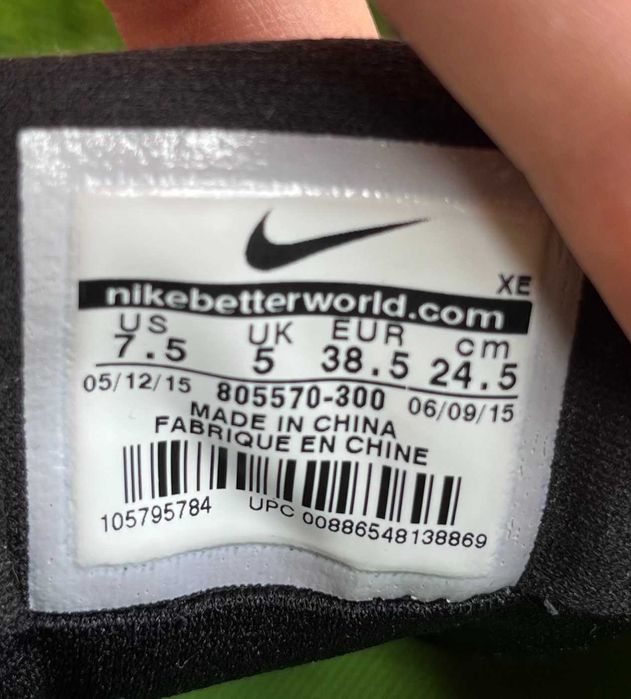 XE
nikebetterworld.com
US UK EUR cm
7.5 5 38.5 24.5
05/12/15 805570-300 06/09/15
MADE IN CHINA
FABRIQUE EN CHINE
105795784 UPC 00886548138869